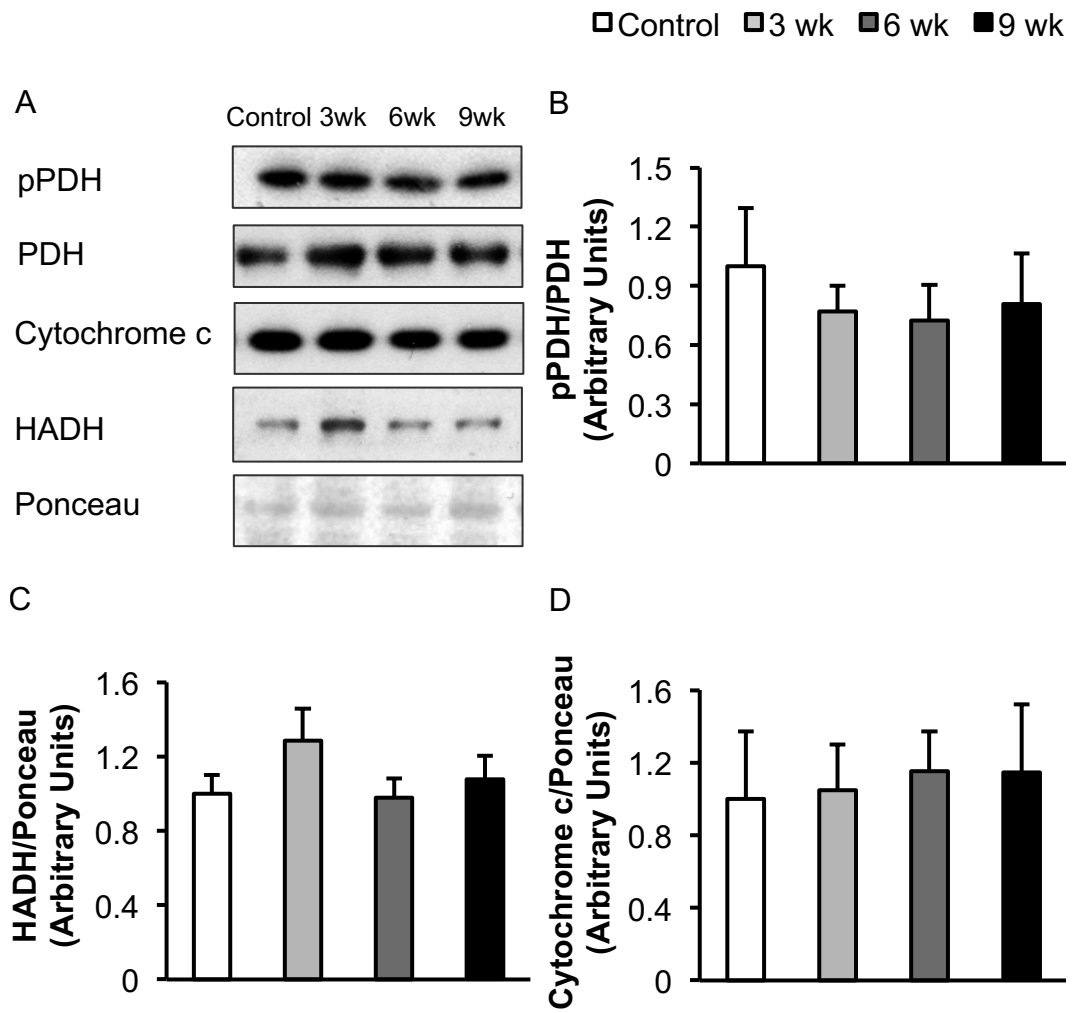 Control 3 wk 6 wk 9 wk
A
Control 3wk 6wk 9wk
pPDH
PDH
Cytochrome c
HADH
Ponceau
B
pPDH/PDH
(Arbitrary Units)
1.5
1.2
0.9
0.6
0.3
0
C
HADH/Ponceau
(Arbitrary Units)
1.6
1.2
0.8
0.4
0
D
Cytochrome c/Ponceau
(Arbitrary Units)
1.6
1.2
0.8
0.4
0